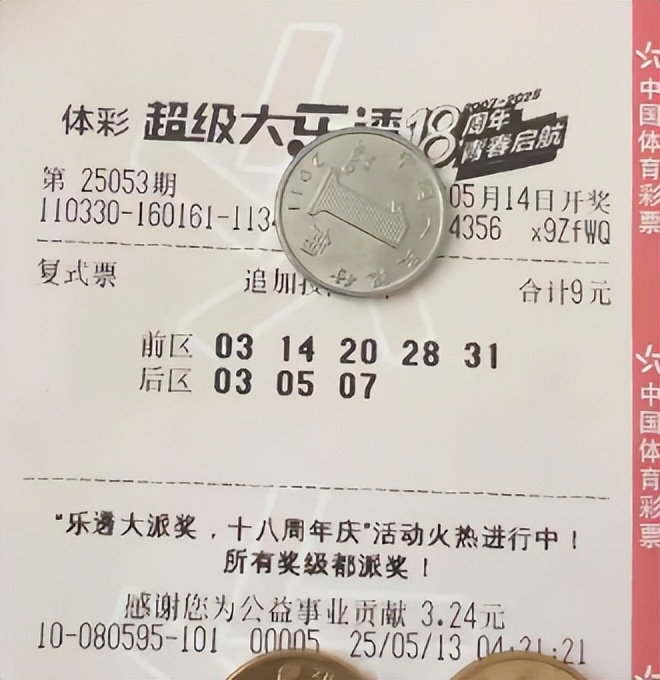 体彩 超级大乐透 18 2007-2025
周年
青春启航
第 25053期 05月14日开奖
110330-160161-113 4356 x9ZfWQ
复式票 追加投 合计9元
前区 03 14 20 28 31
后区 03 05 07
“乐透大派奖，十八周年庆”活动火热进行中！
所有奖级都派奖！
感谢您为公益事业贡献 3.24元
10-080595-101 00005 25/05/13 04:21:21
中国体育彩票
中国体育彩票
2011